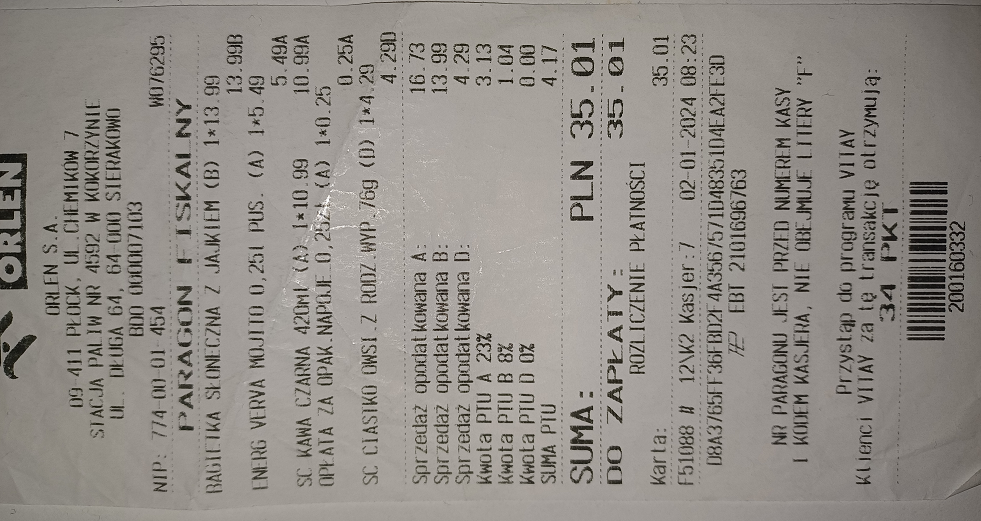 ORLEN
ORLEN S.A.
09-411 PŁOCK, UL.CHEMIKÓW 7
STACJA PALIW NR 4592 W KOKORZYNIE
UL. DŁUGA 64, 64-000 SIERAKOWO
BDO 000007103
NIP: 774-00-01-454 W076295
PARAGON FISKALNY
BAGIETKA SŁONECZNA Z JAJKIEM (B) 1*13.99
13.99B
ENERG VERVA MOJITO 0,25l PUS. (A) 1*5.49
5.49A
SC KAWA CZARNA 420Ml (A) 1*10.99 10.99A
OPŁATA ZA OPAK.NAPOJE 0,25zł (A) 1*0.25
0.25A
SC CIASTKO OWSI.Z RODZ.WYP.76g (D) 1*4.29
4.29D
Sprzedaż opodatkowana A: 16.73
Sprzedaż opodatkowana B: 13.99
Sprzedaż opodatkowana D: 4.29
Kwota PTU A 23% 3.13
Kwota PTU B 8% 1.04
Kwota PTU D 0% 0.00
SUMA PTU 4.17
SUMA: PLN 35.01
DO ZAPŁATY: 35.01
ROZLICZENIE PŁATNOŚCI
Karta: 35.01
F51088 # 12\K2 Kasjer:7 02-01-2024 08:23
EBT 2101696763
NR PARAGONU JEST PRZED NUMEREM KASY
I KODEM KASJERA, NIE OBEJMUJE LITERY "F"
Przystąp do programu VITAY
Klienci VITAY za tę transakcję otrzymują:
34 PKT
200160332